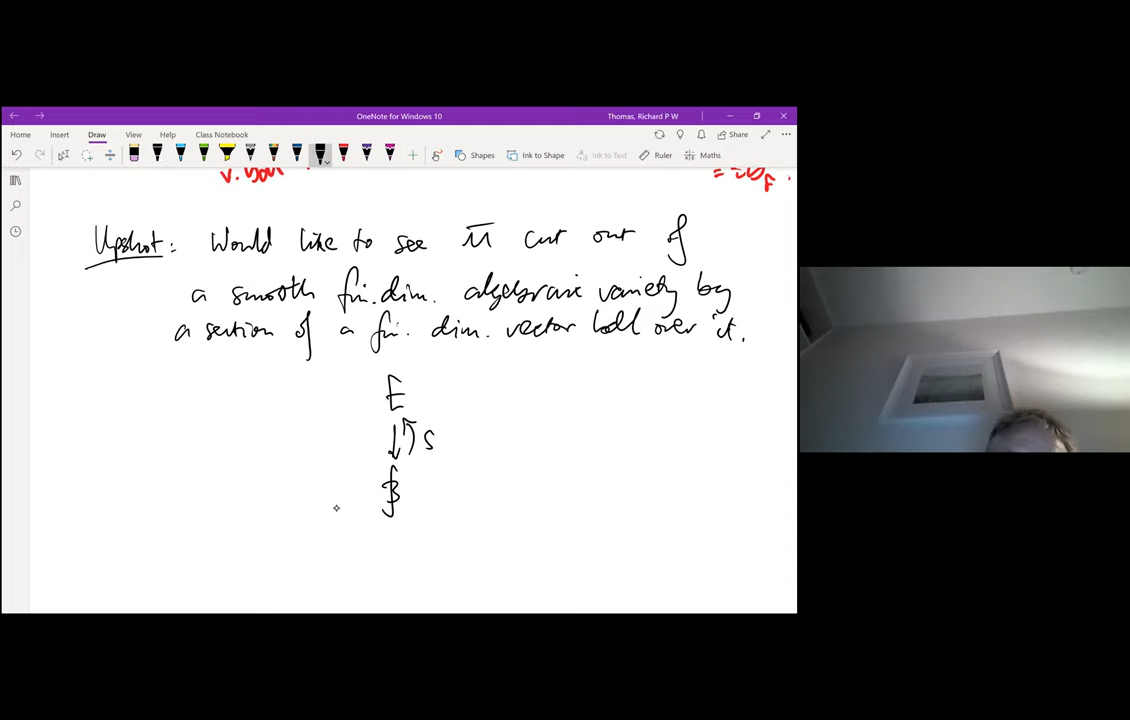 OneNote for Windows 10
Thomas, Richard P W
Home Insert Draw View Help Class Notebook
Share
Shapes Ink to Shape Ink to Text Ruler Maths
Upshot: Would like to see M̄ cut out of
a smooth fin. dim. algebraic variety by
a section of a fin. dim. vector bdl over it.
E
↓ s